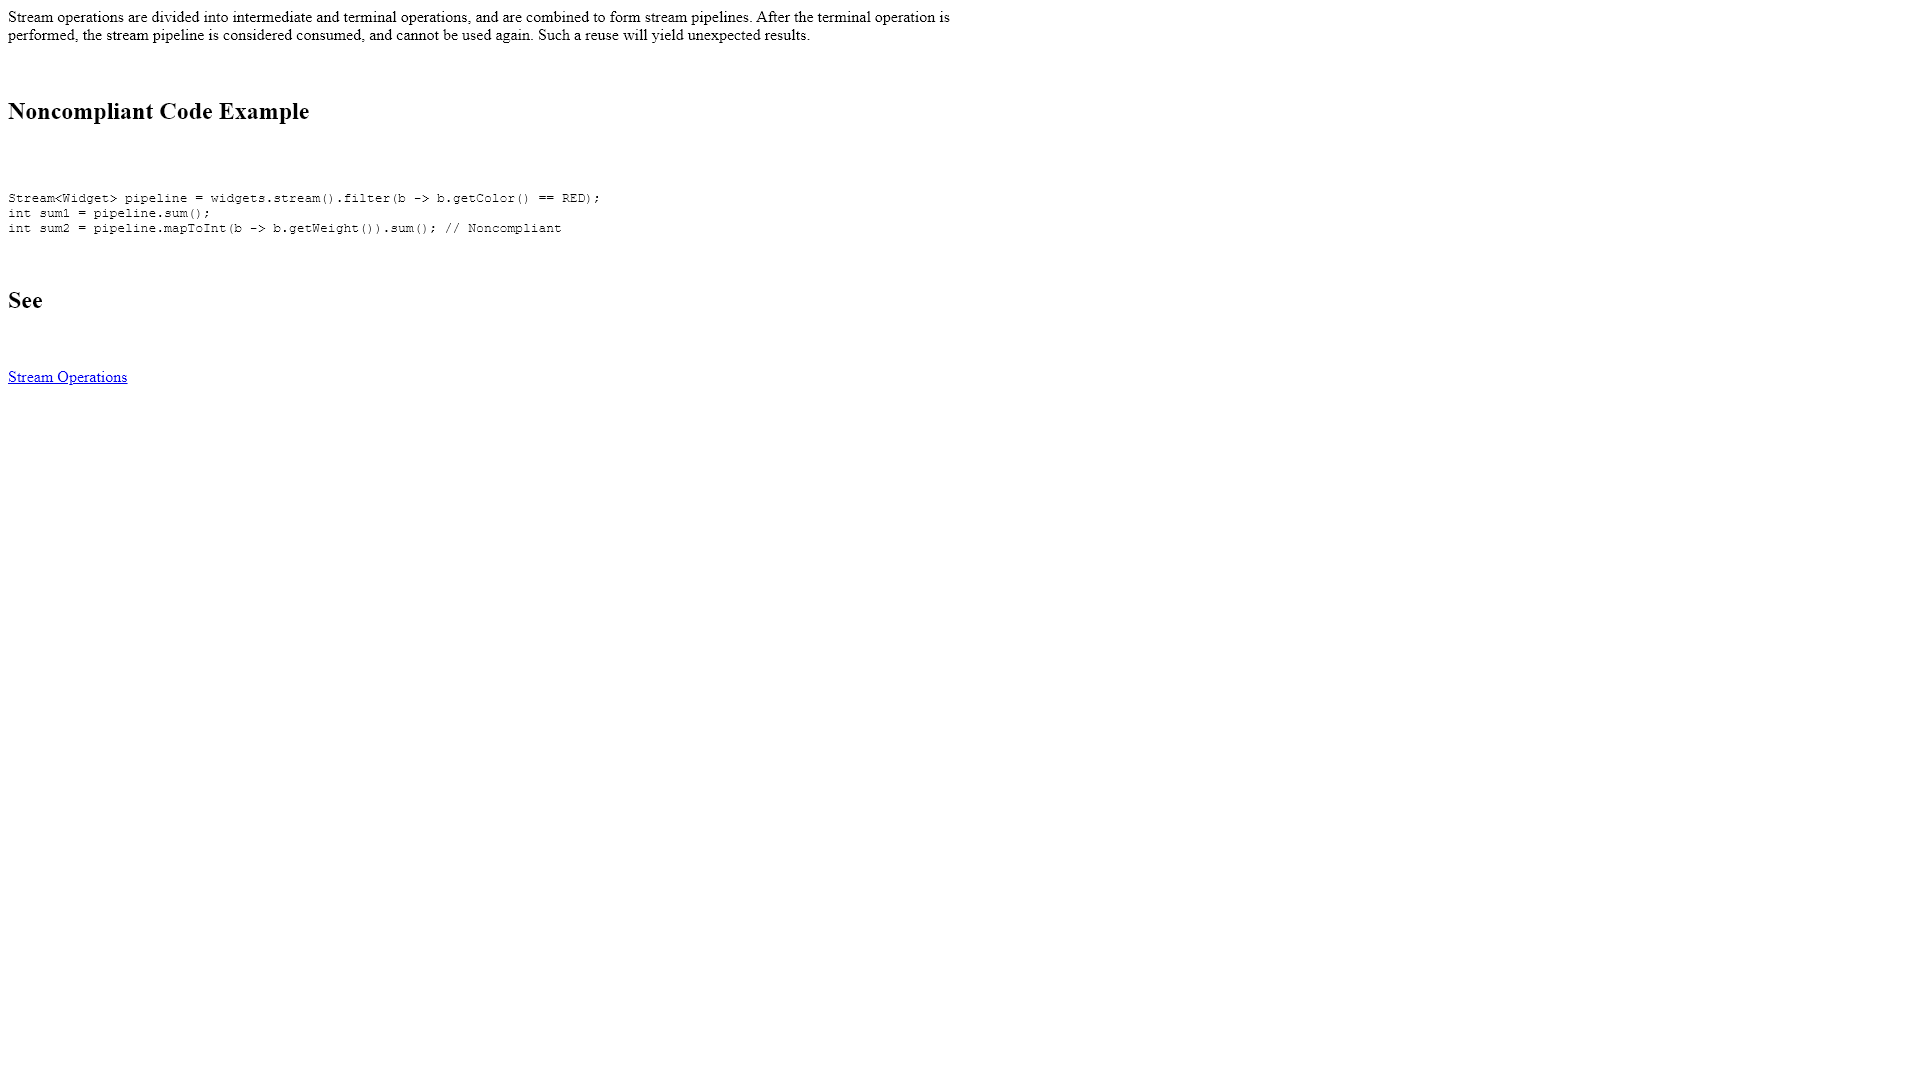 Stream operations are divided into intermediate and terminal operations, and are combined to form stream pipelines. After the terminal operation is
performed, the stream pipeline is considered consumed, and cannot be used again. Such a reuse will yield unexpected results.
Noncompliant Code Example
Stream<Widget> pipeline = widgets.stream().filter(b -> b.getColor() == RED);
int sum1 = pipeline.sum();
int sum2 = pipeline.mapToInt(b -> b.getWeight()).sum(); // Noncompliant
See
Stream Operations